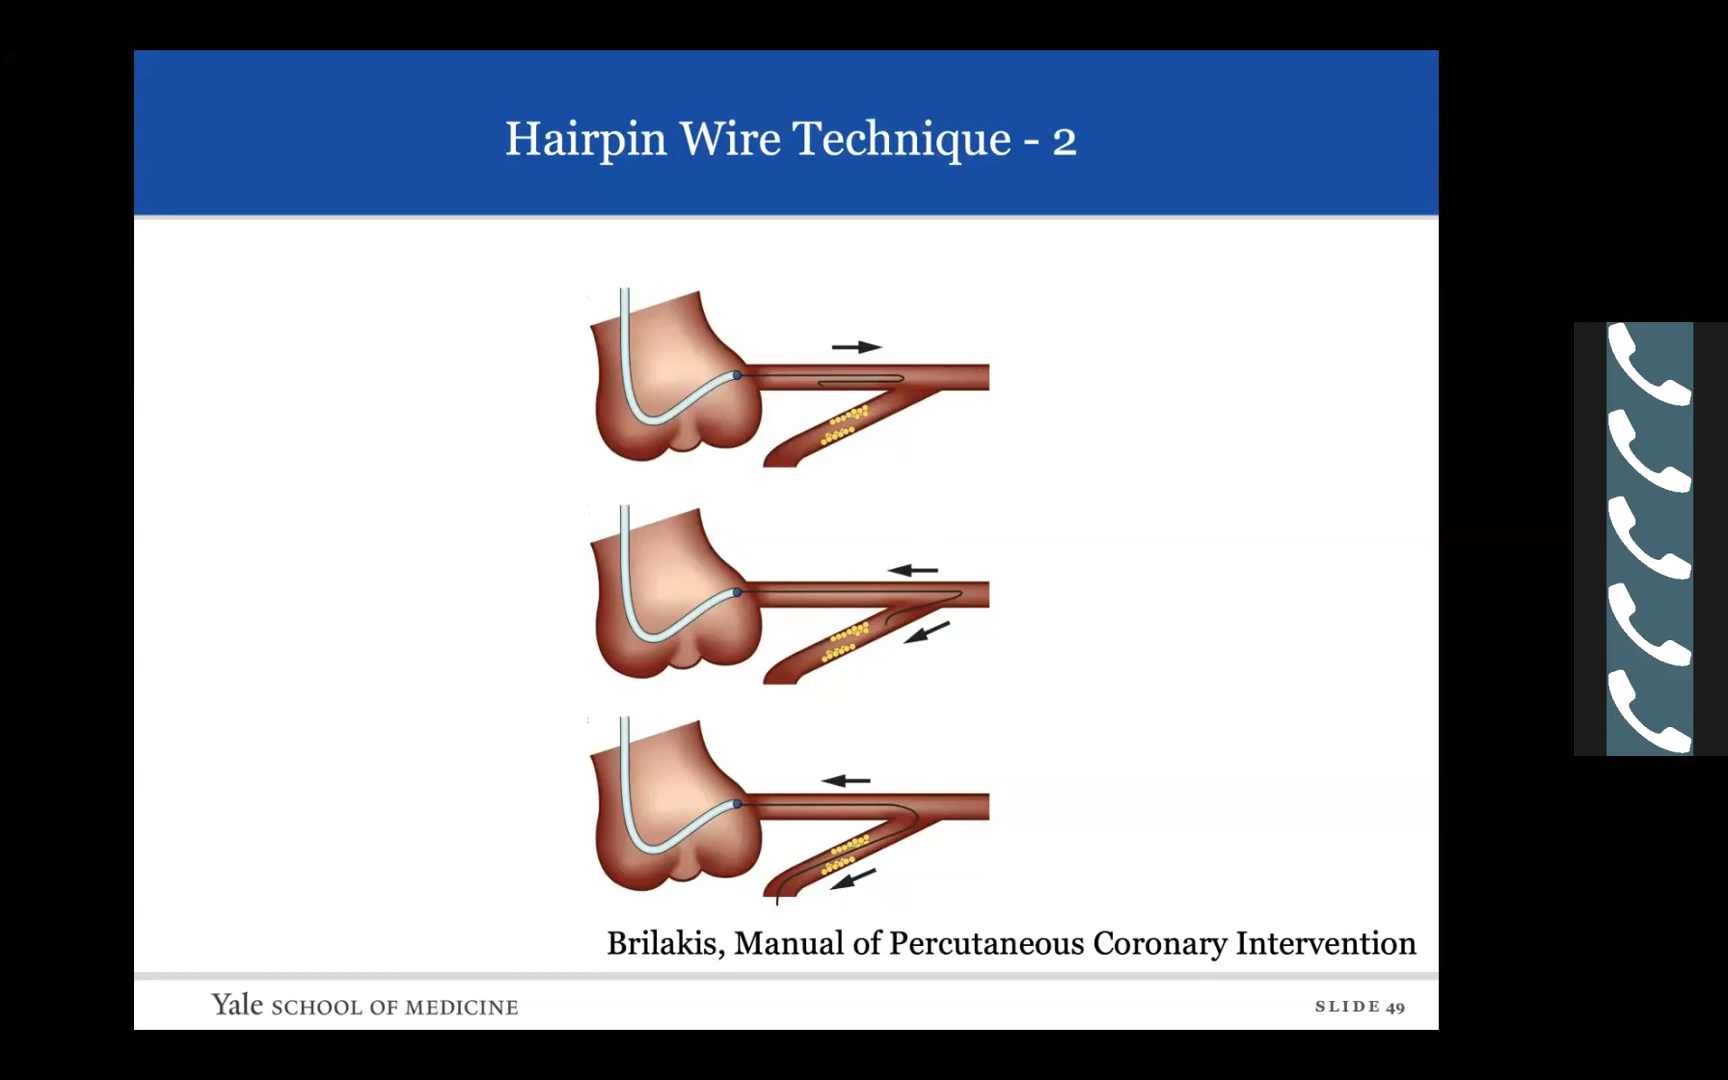 Hairpin Wire Technique - 2
Brilakis, Manual of Percutaneous Coronary Intervention
Yale SCHOOL OF MEDICINE
SLIDE 49